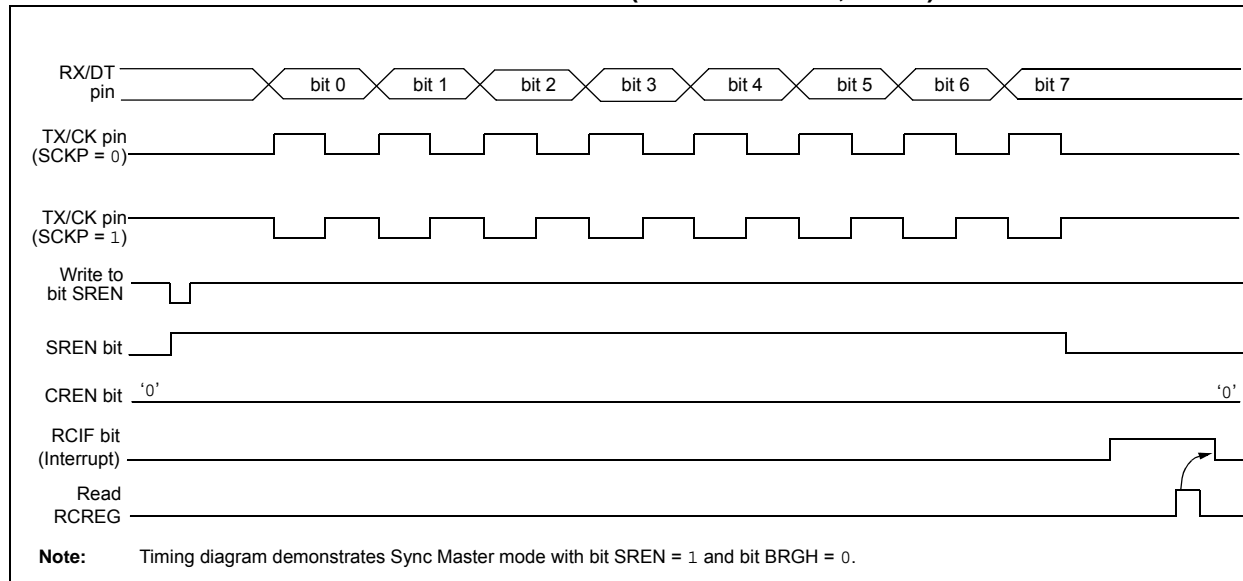 RX/DT
pin
bit 0 bit 1 bit 2 bit 3 bit 4 bit 5 bit 6 bit 7
TX/CK pin
(SCKP = 0)
TX/CK pin
(SCKP = 1)
Write to
bit SREN
SREN bit
CREN bit ‘0’ ‘0’
RCIF bit
(Interrupt)
Read
RCREG
Note: Timing diagram demonstrates Sync Master mode with bit SREN = 1 and bit BRGH = 0.